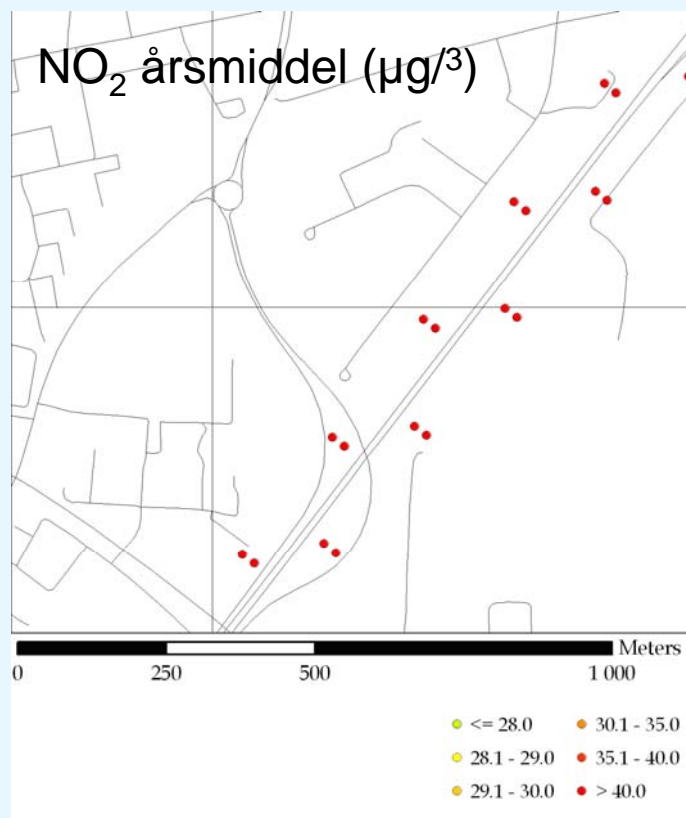 NO₂ årsmiddel (µg/³)
Meters
0 250 500 1 000
<= 28.0 30.1 - 35.0
28.1 - 29.0 35.1 - 40.0
29.1 - 30.0 > 40.0